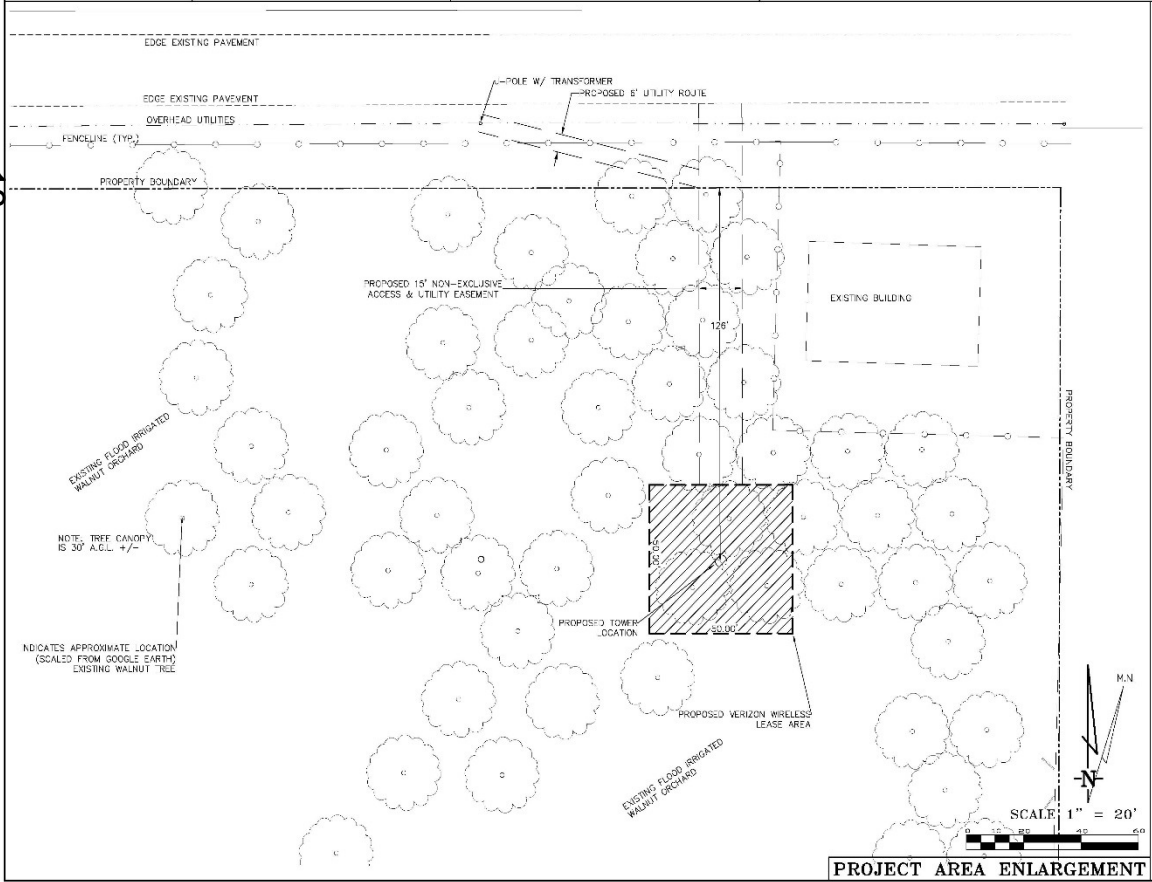 EDGE EXISTING PAVEMENT
J-POLE W/ TRANSFORMER
PROPOSED 6' UTILITY ROUTE
EDGE EXISTING PAVEMENT
OVERHEAD UTILITIES
FENCELINE (TYP.)
PROPERTY BOUNDARY
PROPOSED 15' NON-EXCLUSIVE
ACCESS & UTILITY EASEMENT
EXISTING BUILDING
126'
PROPERTY BOUNDARY
EXISTING FLOOD IRRIGATED
WALNUT ORCHARD
NOTE: TREE CANOPY
IS 30' A.G.L. +/-
50.00'
PROPOSED TOWER
LOCATION
50.00'
INDICATES APPROXIMATE LOCATION
(SCALED FROM GOOGLE EARTH)
EXISTING WALNUT TREE
PROPOSED VERIZON WIRELESS
LEASE AREA
EXISTING FLOOD IRRIGATED
WALNUT ORCHARD
M.N
N
SCALE 1" = 20'
0 10 20 40 60
PROJECT AREA ENLARGEMENT